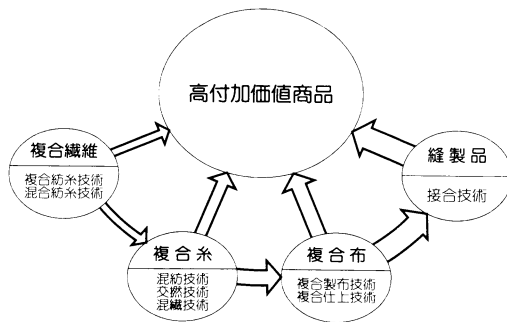 高付加価値商品
複合繊維
複合紡糸技術
混合紡糸技術
複合糸
混紡技術
交撚技術
混繊技術
複合布
複合製布技術
複合仕上技術
縫製品
接合技術